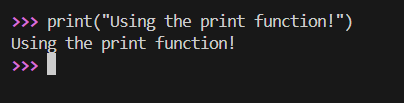 >>> print("Using the print function!")
Using the print function!
>>>